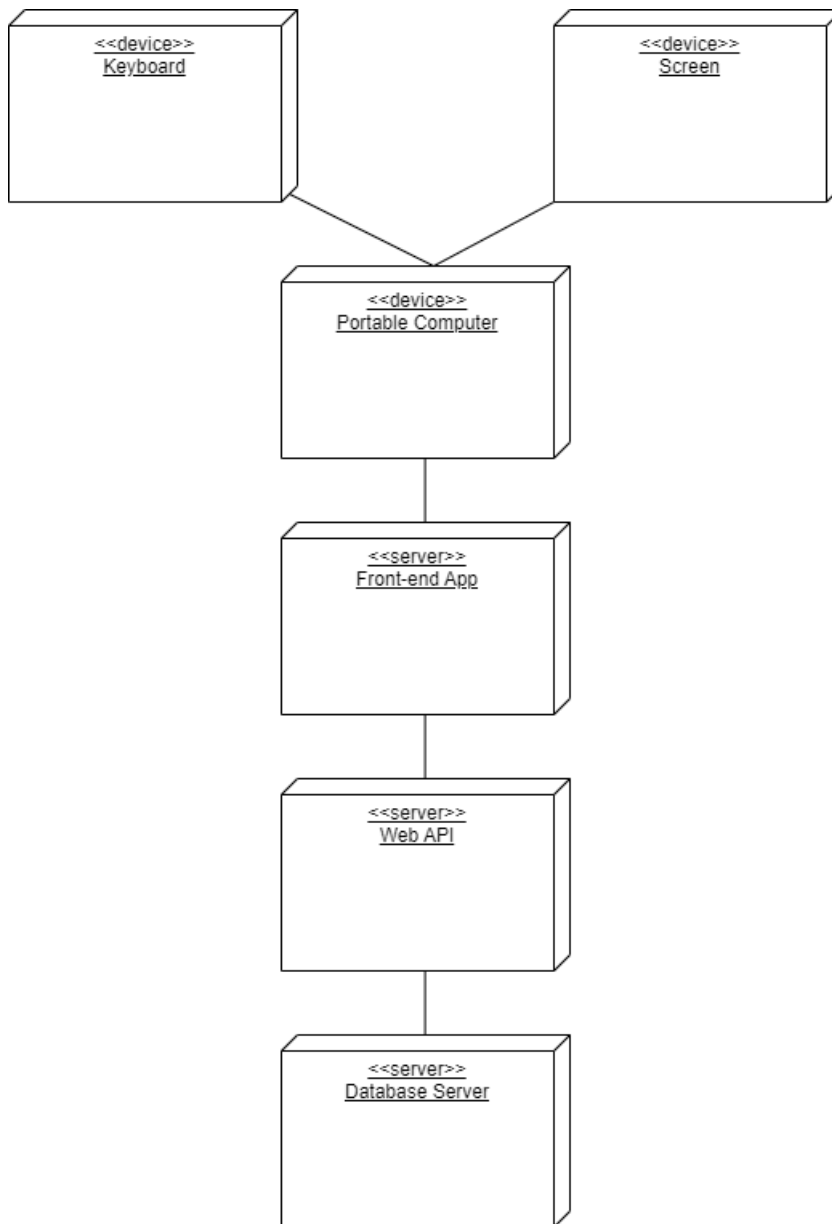 <<device>>
Keyboard
<<device>>
Screen
<<device>>
Portable Computer
<<server>>
Front-end App
<<server>>
Web API
<<server>>
Database Server